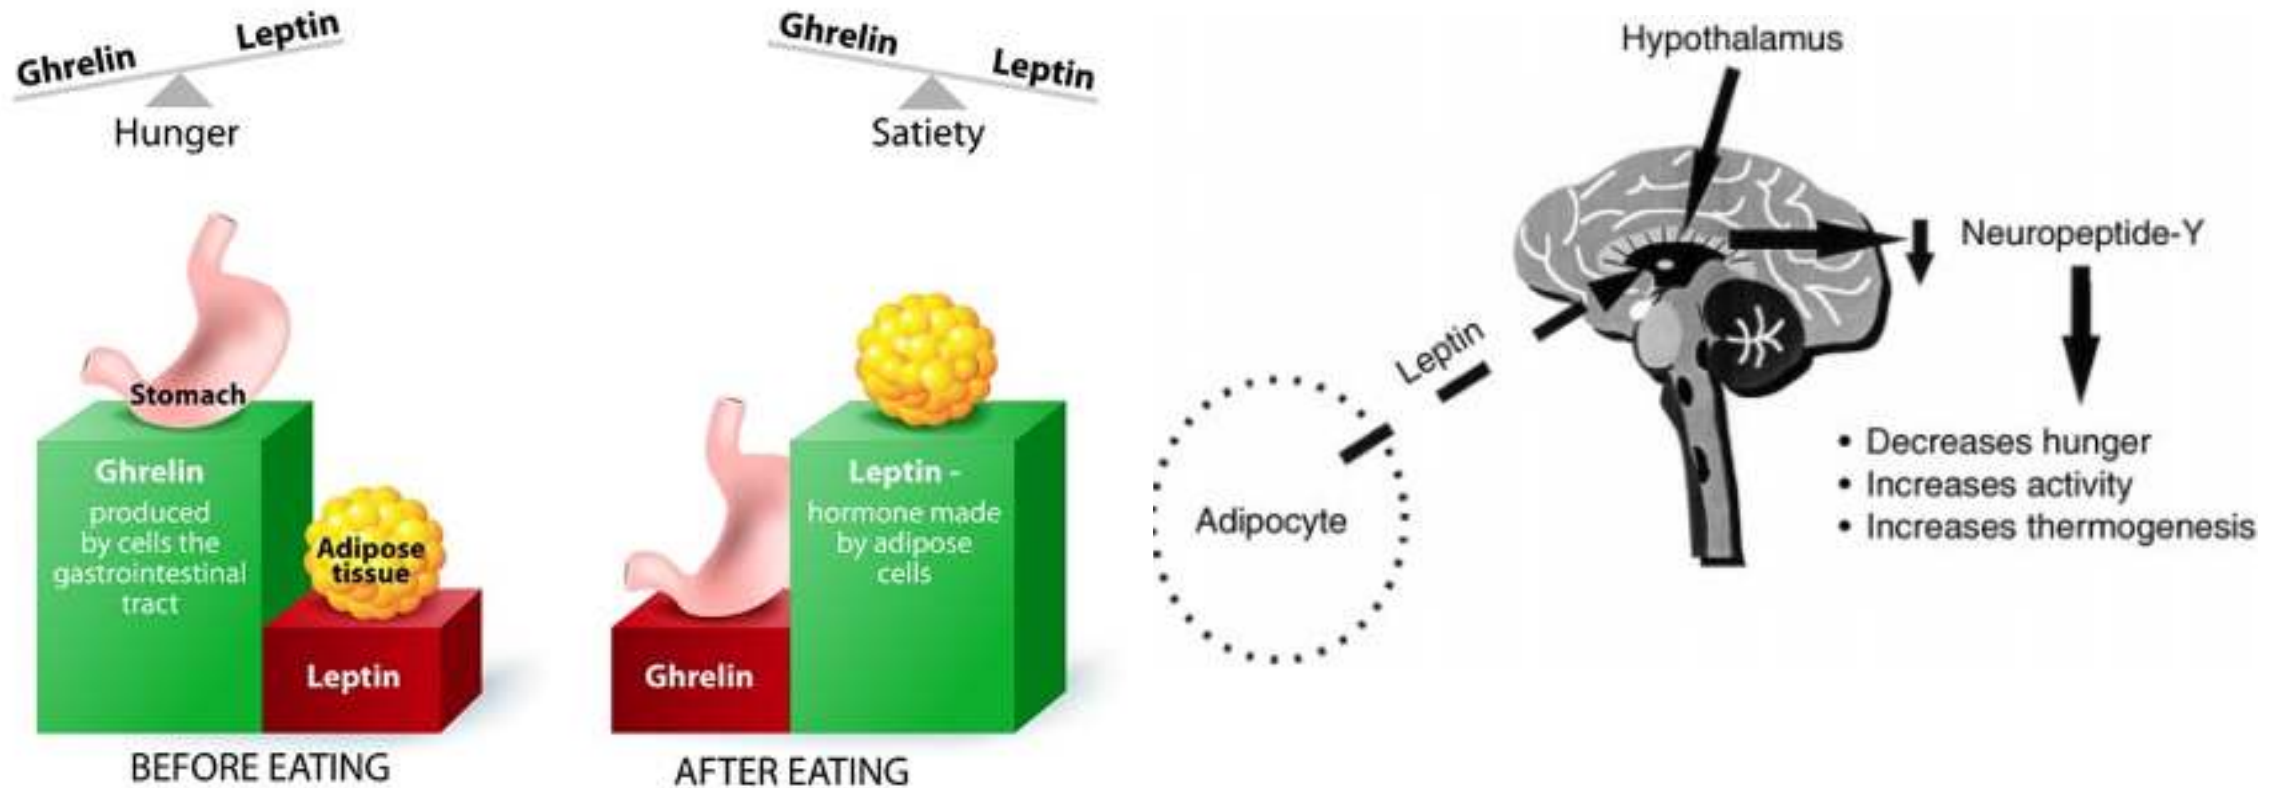 Ghrelin
Leptin
Hunger
Stomach
Ghrelin
produced
by cells the
gastrointestinal
tract
Adipose
tissue
Leptin
BEFORE EATING
Ghrelin
Leptin
Satiety
Leptin -
hormone made
by adipose
cells
Ghrelin
AFTER EATING
Hypothalamus
Neuropeptide-Y
Leptin
Adipocyte
• Decreases hunger
• Increases activity
• Increases thermogenesis